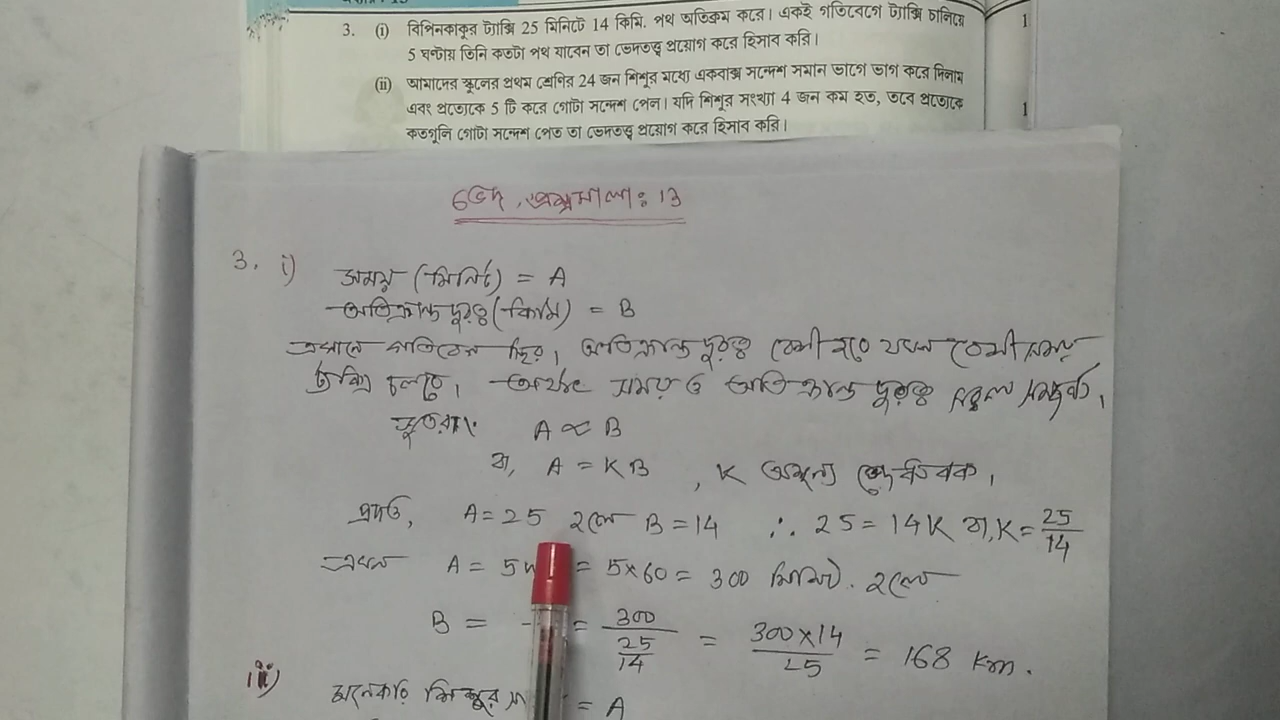 3. (i) বিপিনকাকুর ট্যাক্সি 25 মিনিটে 14 কিমি. পথ অতিক্রম করে। একই গতিবেগে ট্যাক্সি চালিয়ে 1
5 ঘণ্টায় তিনি কতটা পথ যাবেন তা ভেদতত্ত্ব প্রয়োগ করে হিসাব করি।
(ii) আমাদের স্কুলের প্রথম শ্রেণির 24 জন শিশুর মধ্যে একবাক্স সন্দেশ সমান ভাগে ভাগ করে দিলাম
এবং প্রত্যেকে 5 টি করে গোটা সন্দেশ পেল। যদি শিশুর সংখ্যা 4 জন কম হত, তবে প্রত্যেকে 1
কতগুলি গোটা সন্দেশ পেত তা ভেদতত্ত্ব প্রয়োগ করে হিসাব করি।
ভেদ, প্রশ্নমালা: 13
3. i) সময় (মিনিট) = A
অতিক্রান্ত দূরত্ব (কিমি) = B
এখানে গতিবেগ স্থির, অতিক্রান্ত দূরত্ব বেশী হবে যখন বেশী সময়
ট্যাক্সি চলবে। অর্থাৎ সময় ও অতিক্রান্ত দূরত্ব সরল সম্পর্ক।
সুতরাং A ∝ B
বা, A = KB , K অশূন্য ভেদ ধ্রুবক।
প্রদত্ত, A = 25 হলে B = 14 ∴ 25 = 14K বা, K = 25/14
এখন A = 5 = 5×60 = 300 মিনিট. হলে
B = = 300/(25/14) = (300×14)/25 = 168 Km.
ii) মনেকরি শিশুর = A